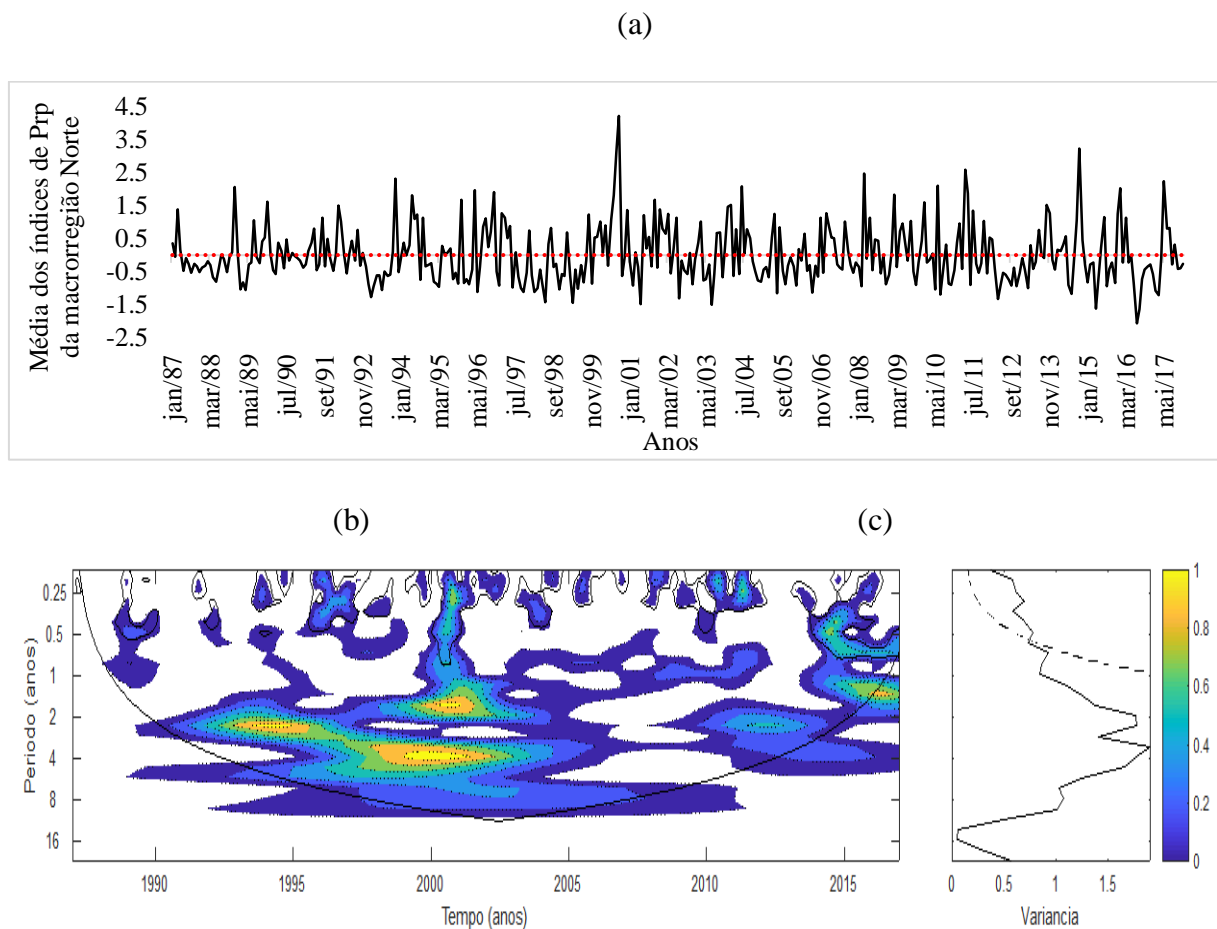 (a)
Média dos índices de Prp
da macrorregião Norte
4.5
3.5
2.5
1.5
0.5
-0.5
-1.5
-2.5
jan/87
mar/88
mai/89
jul/90
set/91
nov/92
jan/94
mar/95
mai/96
jul/97
set/98
nov/99
jan/01
mar/02
mai/03
jul/04
set/05
nov/06
jan/08
mar/09
mai/10
jul/11
set/12
nov/13
jan/15
mar/16
mai/17
Anos
(b)
(c)
Periodo (anos)
0.25
0.5
1
2
4
8
16
1990
1995
2000
2005
2010
2015
Tempo (anos)
0
0.5
1
1.5
Variancia
1
0.8
0.6
0.4
0.2
0